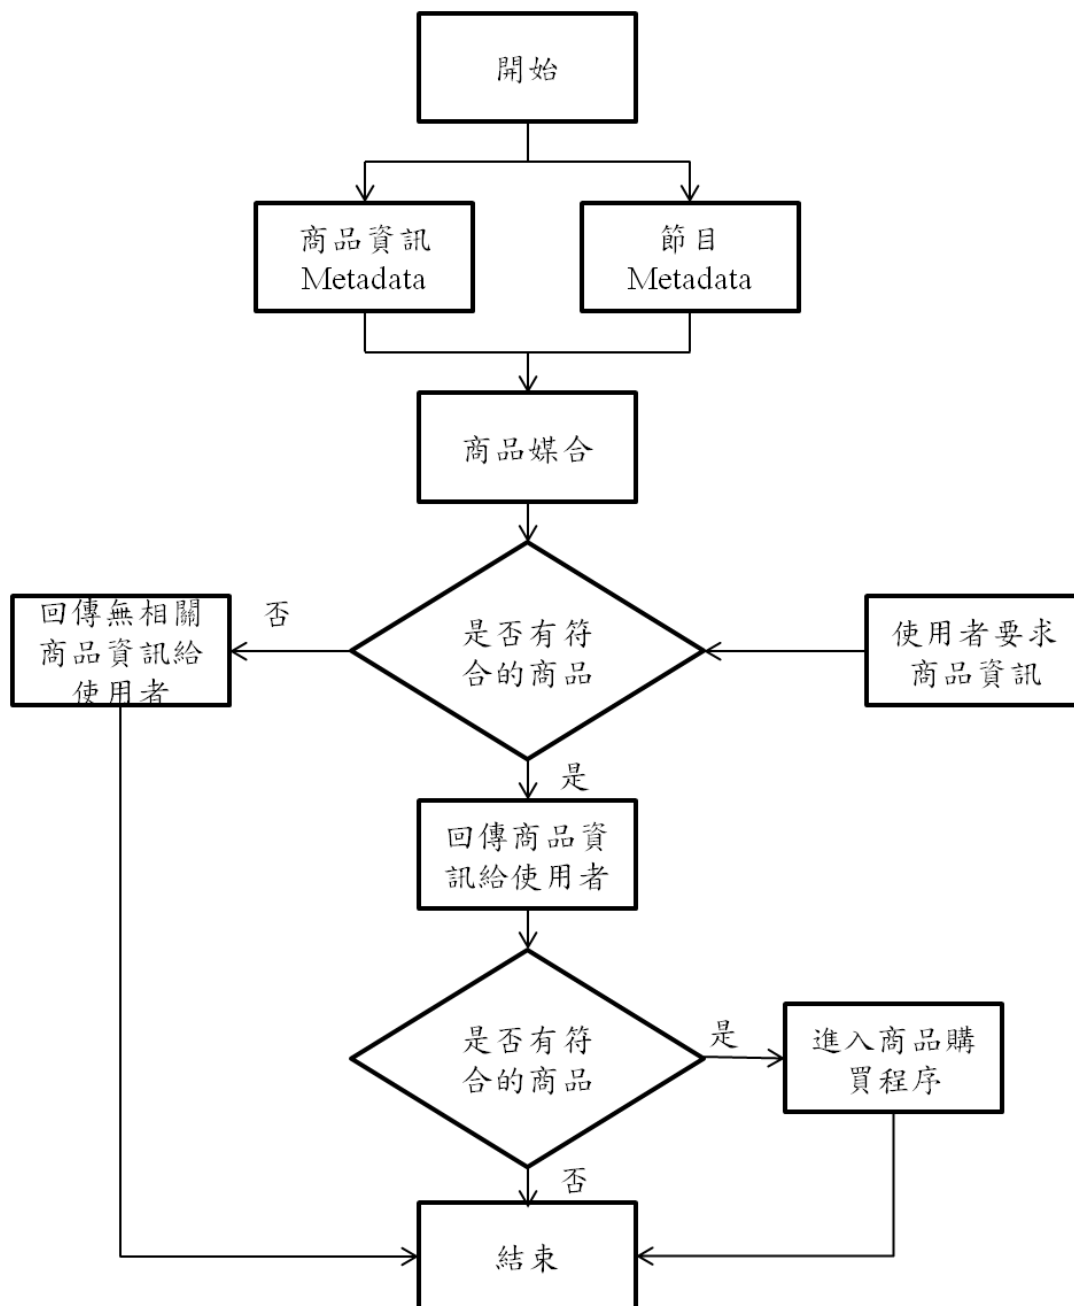 開始
商品資訊
Metadata
節目
Metadata
商品媒合
回傳無相關
商品資訊給
使用者
否
是否有符
合的商品
使用者要求
商品資訊
是
回傳商品資
訊給使用者
是否有符
合的商品
是
進入商品購
買程序
否
結束